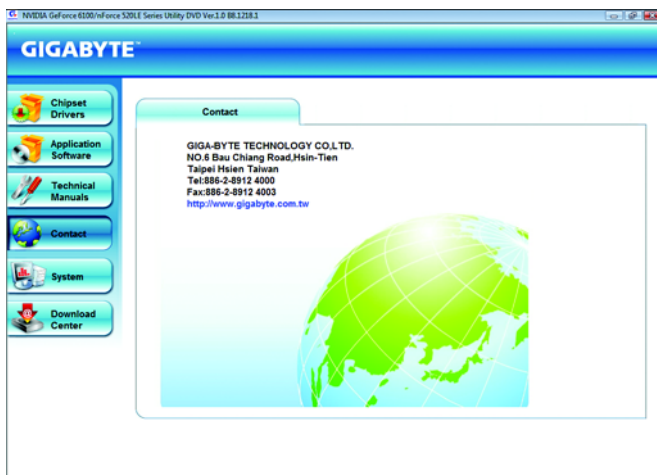 NVIDIA GeForce 6100/nForce 520LE Series Utility DVD Ver.1.0 B8.1218.1
GIGABYTE™
Chipset
Drivers
Application
Software
Technical
Manuals
Contact
System
Download
Center
Contact
GIGA-BYTE TECHNOLOGY CO,LTD.
NO.6 Bau Chiang Road,Hsin-Tien
Taipei Hsien Taiwan
Tel:886-2-8912 4000
Fax:886-2-8912 4003
http://www.gigabyte.com.tw